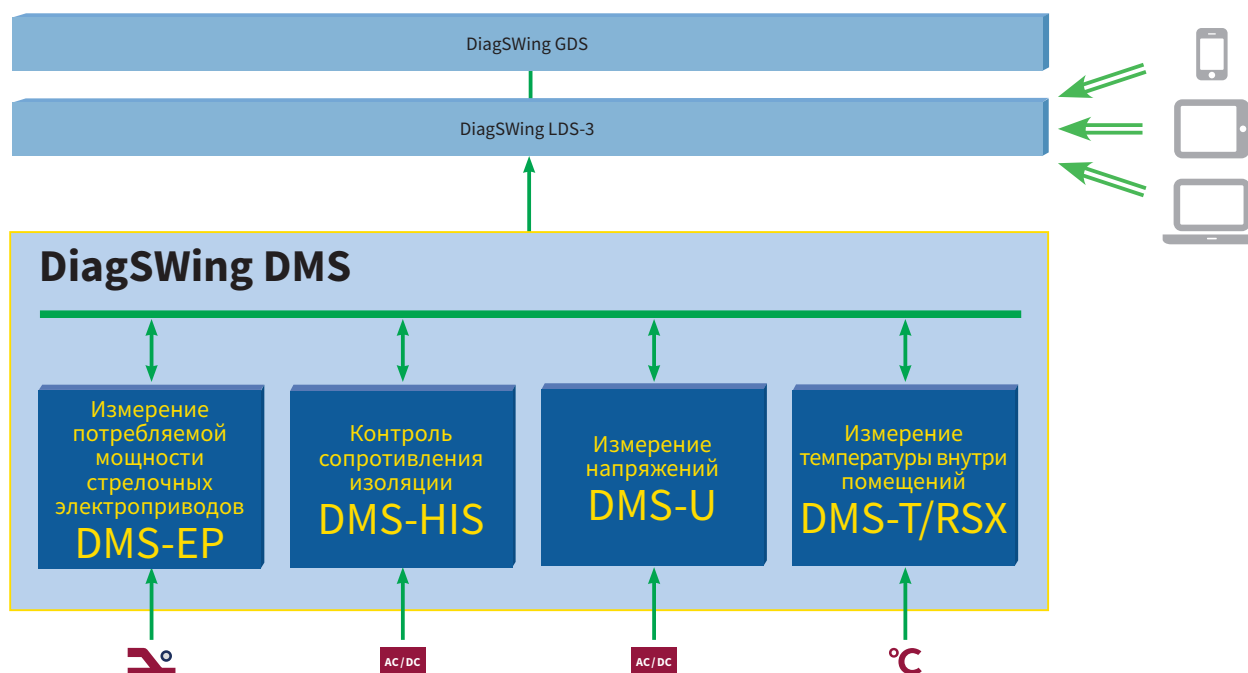 DiagSWing GDS
DiagSWing LDS-3
DiagSWing DMS
Измерение
потребляемой
мощности
стрелочных
электроприводов
DMS-EP
Контроль
сопротивления
изоляции
DMS-HIS
Измерение
напряжений
DMS-U
Измерение
температуры внутри
помещений
DMS-T/RSX
AC/DC
AC/DC
°C